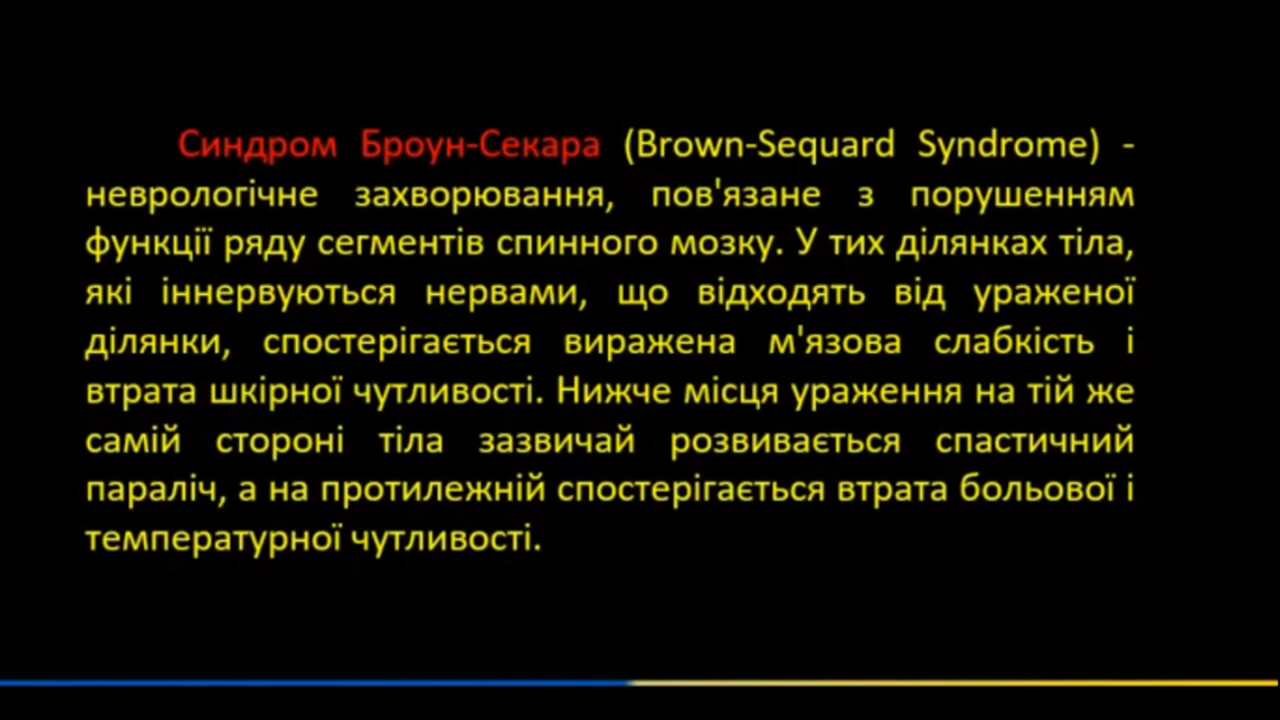 Синдром Броун-Секара (Brown-Sequard Syndrome) -
неврологічне захворювання, пов'язане з порушенням
функції ряду сегментів спинного мозку. У тих ділянках тіла,
які іннервуються нервами, що відходять від ураженої
ділянки, спостерігається виражена м'язова слабкість і
втрата шкірної чутливості. Нижче місця ураження на тій же
самій стороні тіла зазвичай розвивається спастичний
параліч, а на протилежній спостерігається втрата больової і
температурної чутливості.